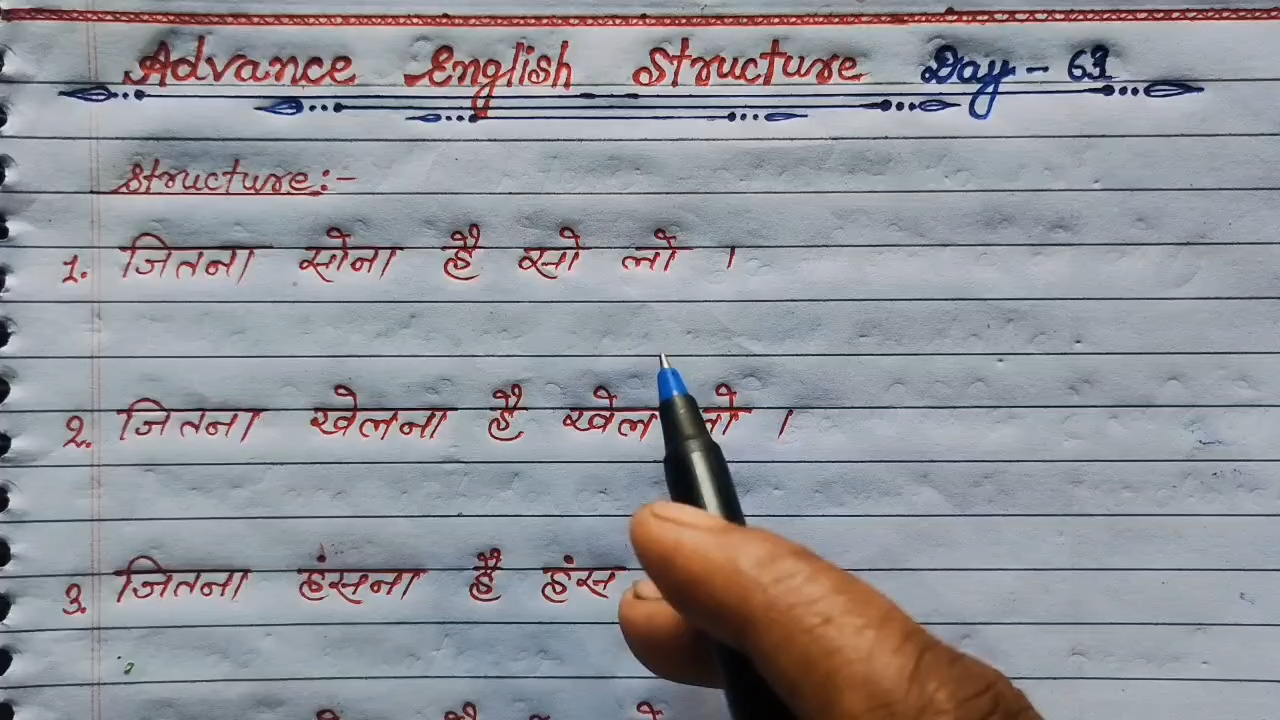 Advance English Structure Day - 63
Structure:-
1. जितना सोना है सो लो ।
2. जितना खेलना है खेल लो ।
3. जितना हंसना है हंस